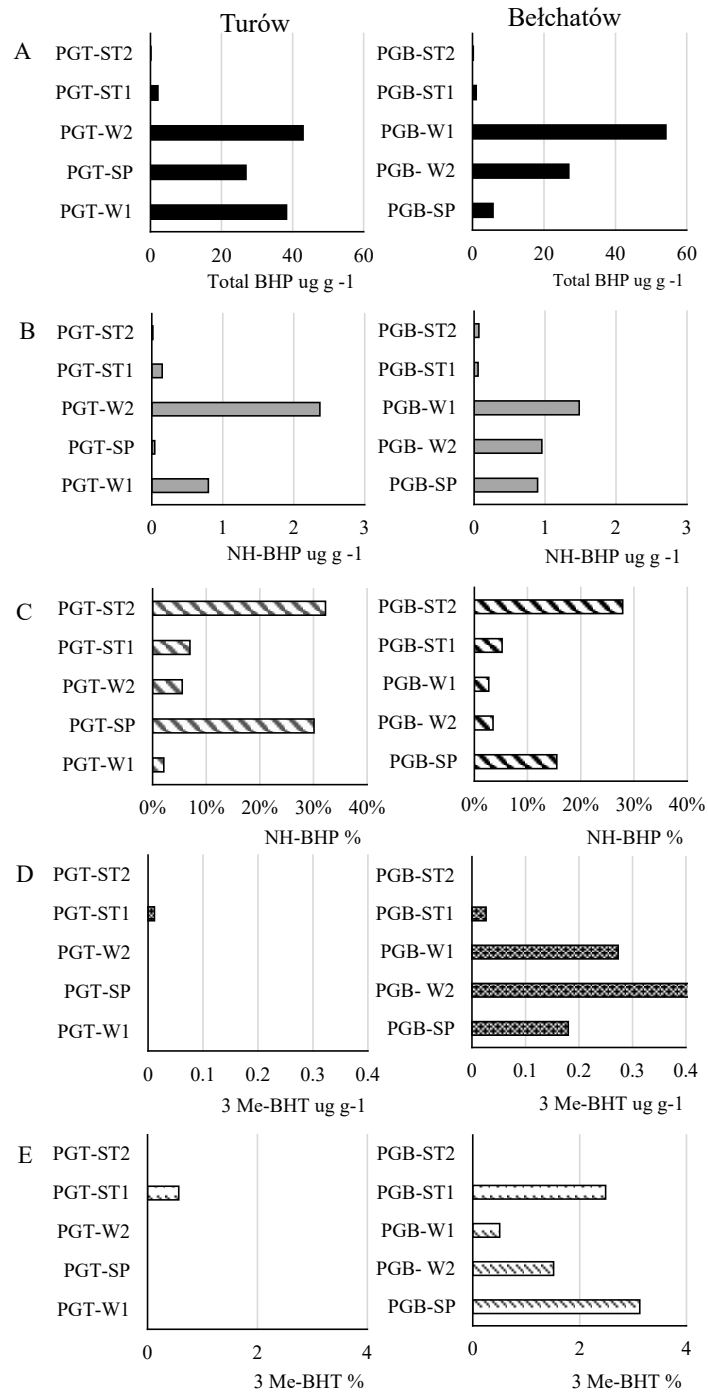 Turów
Bełchatów
A
PGT-ST2
PGT-ST1
PGT-W2
PGT-SP
PGT-W1
0 20 40 60
Total BHP ug g -1
PGB-ST2
PGB-ST1
PGB-W1
PGB- W2
PGB-SP
0 20 40 60
Total BHP ug g -1
B
PGT-ST2
PGT-ST1
PGT-W2
PGT-SP
PGT-W1
0 1 2 3
NH-BHP ug g -1
PGB-ST2
PGB-ST1
PGB-W1
PGB- W2
PGB-SP
0 1 2 3
NH-BHP ug g -1
C
PGT-ST2
PGT-ST1
PGT-W2
PGT-SP
PGT-W1
0% 10% 20% 30% 40%
NH-BHP %
PGB-ST2
PGB-ST1
PGB-W1
PGB- W2
PGB-SP
0% 10% 20% 30% 40%
NH-BHP %
D
PGT-ST2
PGT-ST1
PGT-W2
PGT-SP
PGT-W1
0 0.1 0.2 0.3 0.4
3 Me-BHT ug g-1
PGB-ST2
PGB-ST1
PGB-W1
PGB- W2
PGB-SP
0 0.1 0.2 0.3 0.4
3 Me-BHT ug g-1
E
PGT-ST2
PGT-ST1
PGT-W2
PGT-SP
PGT-W1
0 2 4
3 Me-BHT %
PGB-ST2
PGB-ST1
PGB-W1
PGB- W2
PGB-SP
0 2 4
3 Me-BHT %